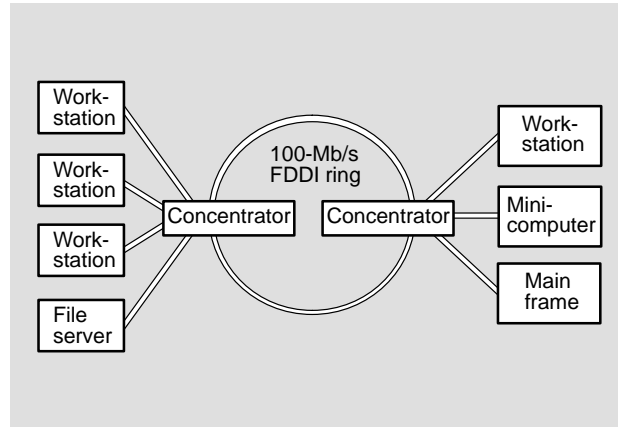 Work-
station
Work-
station
Work-
station
File
server
Concentrator
100-Mb/s
FDDI ring
Concentrator
Work-
station
Mini-
computer
Main
frame